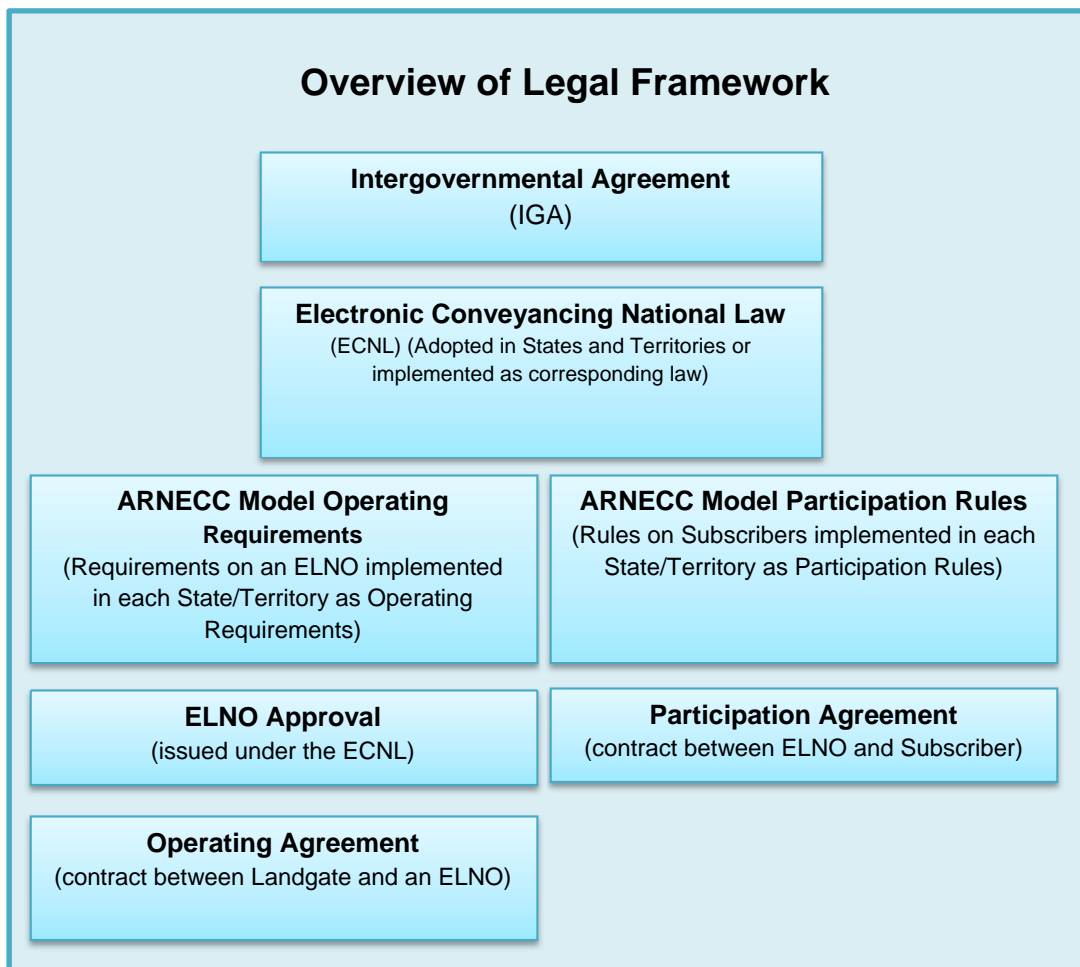 Overview of Legal Framework
Intergovernmental Agreement
(IGA)
Electronic Conveyancing National Law
(ECNL) (Adopted in States and Territories or
implemented as corresponding law)
ARNECC Model Operating
Requirements
(Requirements on an ELNO implemented
in each State/Territory as Operating
Requirements)
ARNECC Model Participation Rules
(Rules on Subscribers implemented in each
State/Territory as Participation Rules)
ELNO Approval
(issued under the ECNL)
Participation Agreement
(contract between ELNO and Subscriber)
Operating Agreement
(contract between Landgate and an ELNO)